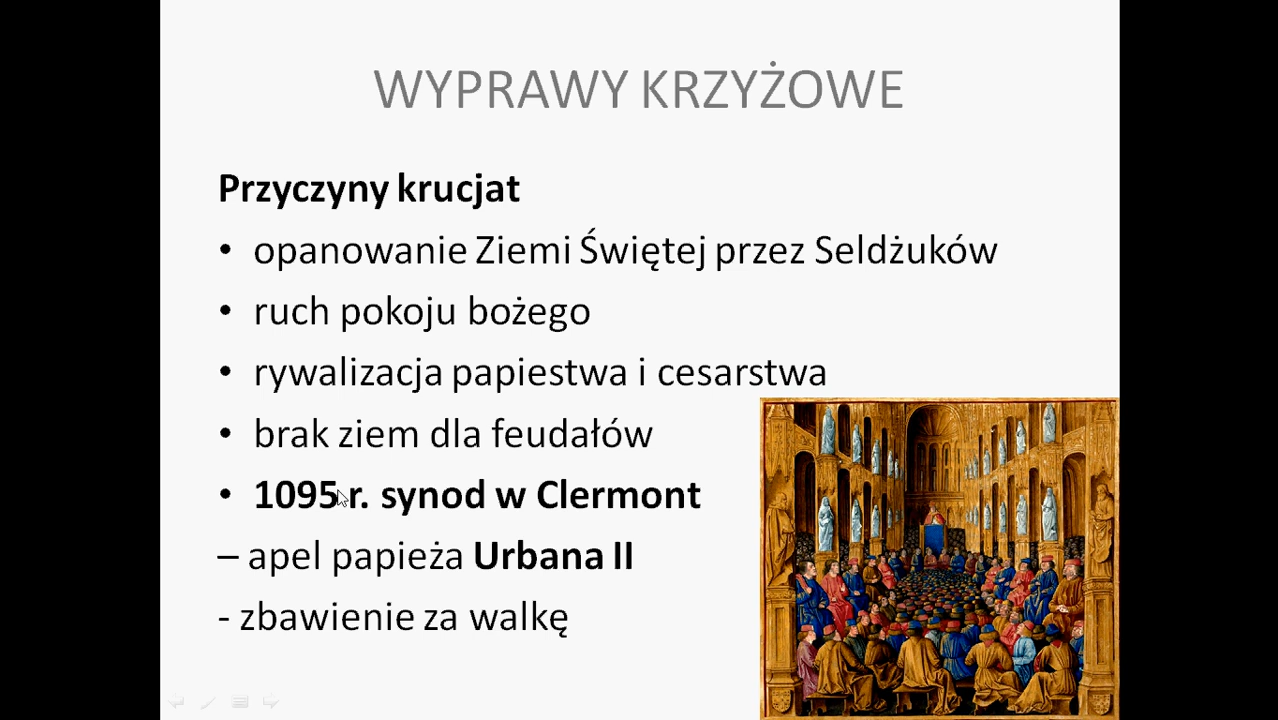 WYPRAWY KRZYŻOWE
Przyczyny krucjat
• opanowanie Ziemi Świętej przez Seldżuków
• ruch pokoju bożego
• rywalizacja papiestwa i cesarstwa
• brak ziem dla feudałów
• 1095 r. synod w Clermont
– apel papieża Urbana II
- zbawienie za walkę